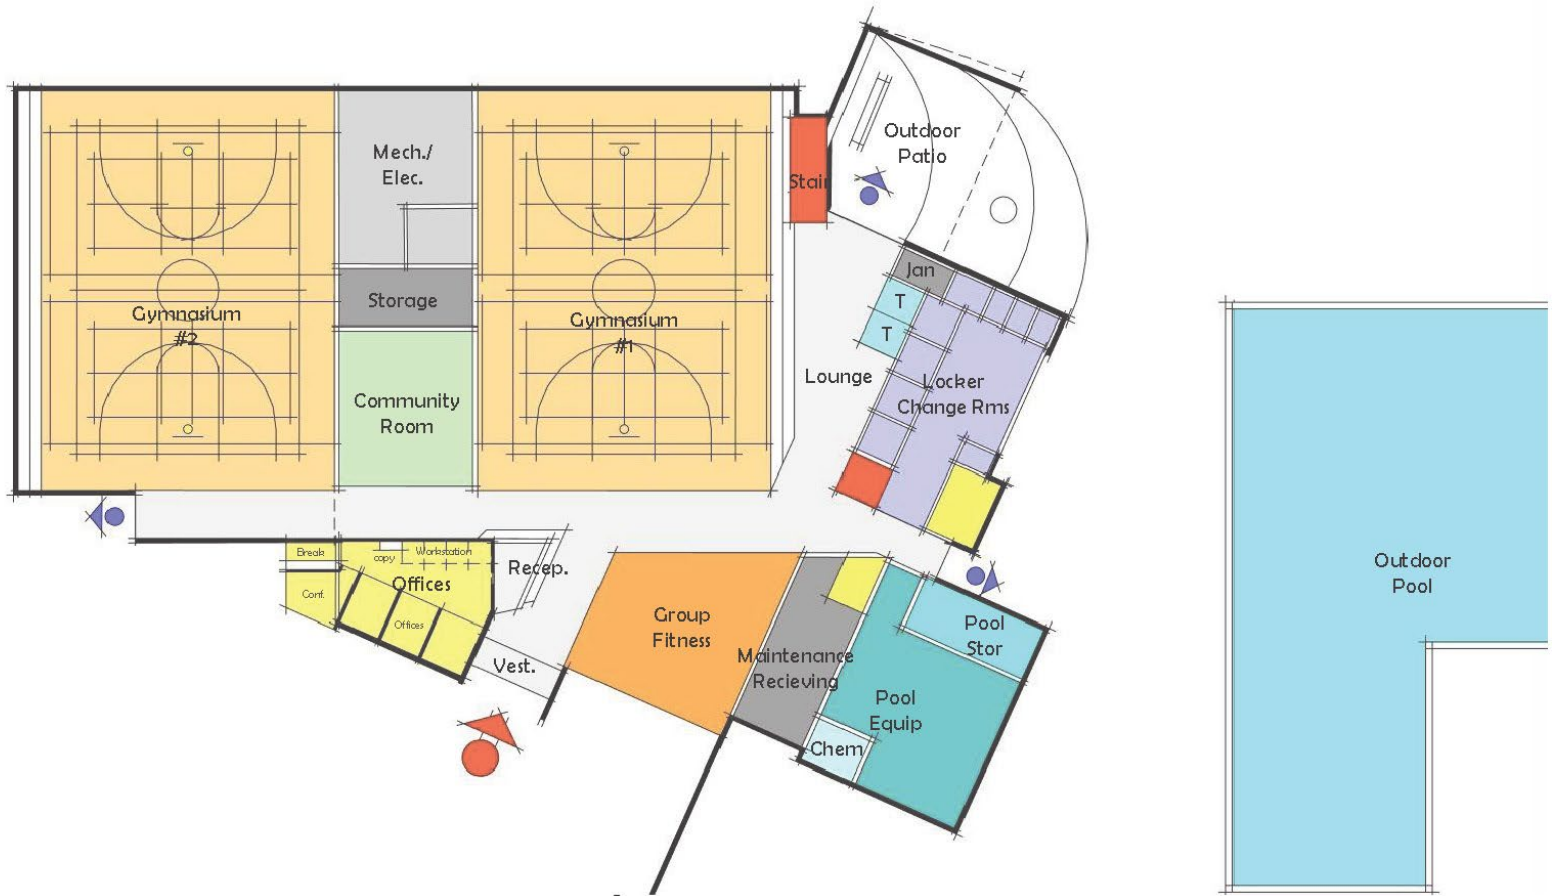 Outdoor
Patio
Mech./
Elec.
Stair
Jan
T
T
Storage
Gymnasium
#2
Gymnasium
#1
Lounge
Locker
Change Rms
Community
Room
Break
copy
Workstation
Offices
Recep.
Conf.
Offices
Group
Fitness
Vest.
Maintenance
Recieving
Pool
Stor
Pool
Equip
Chem
Outdoor
Pool